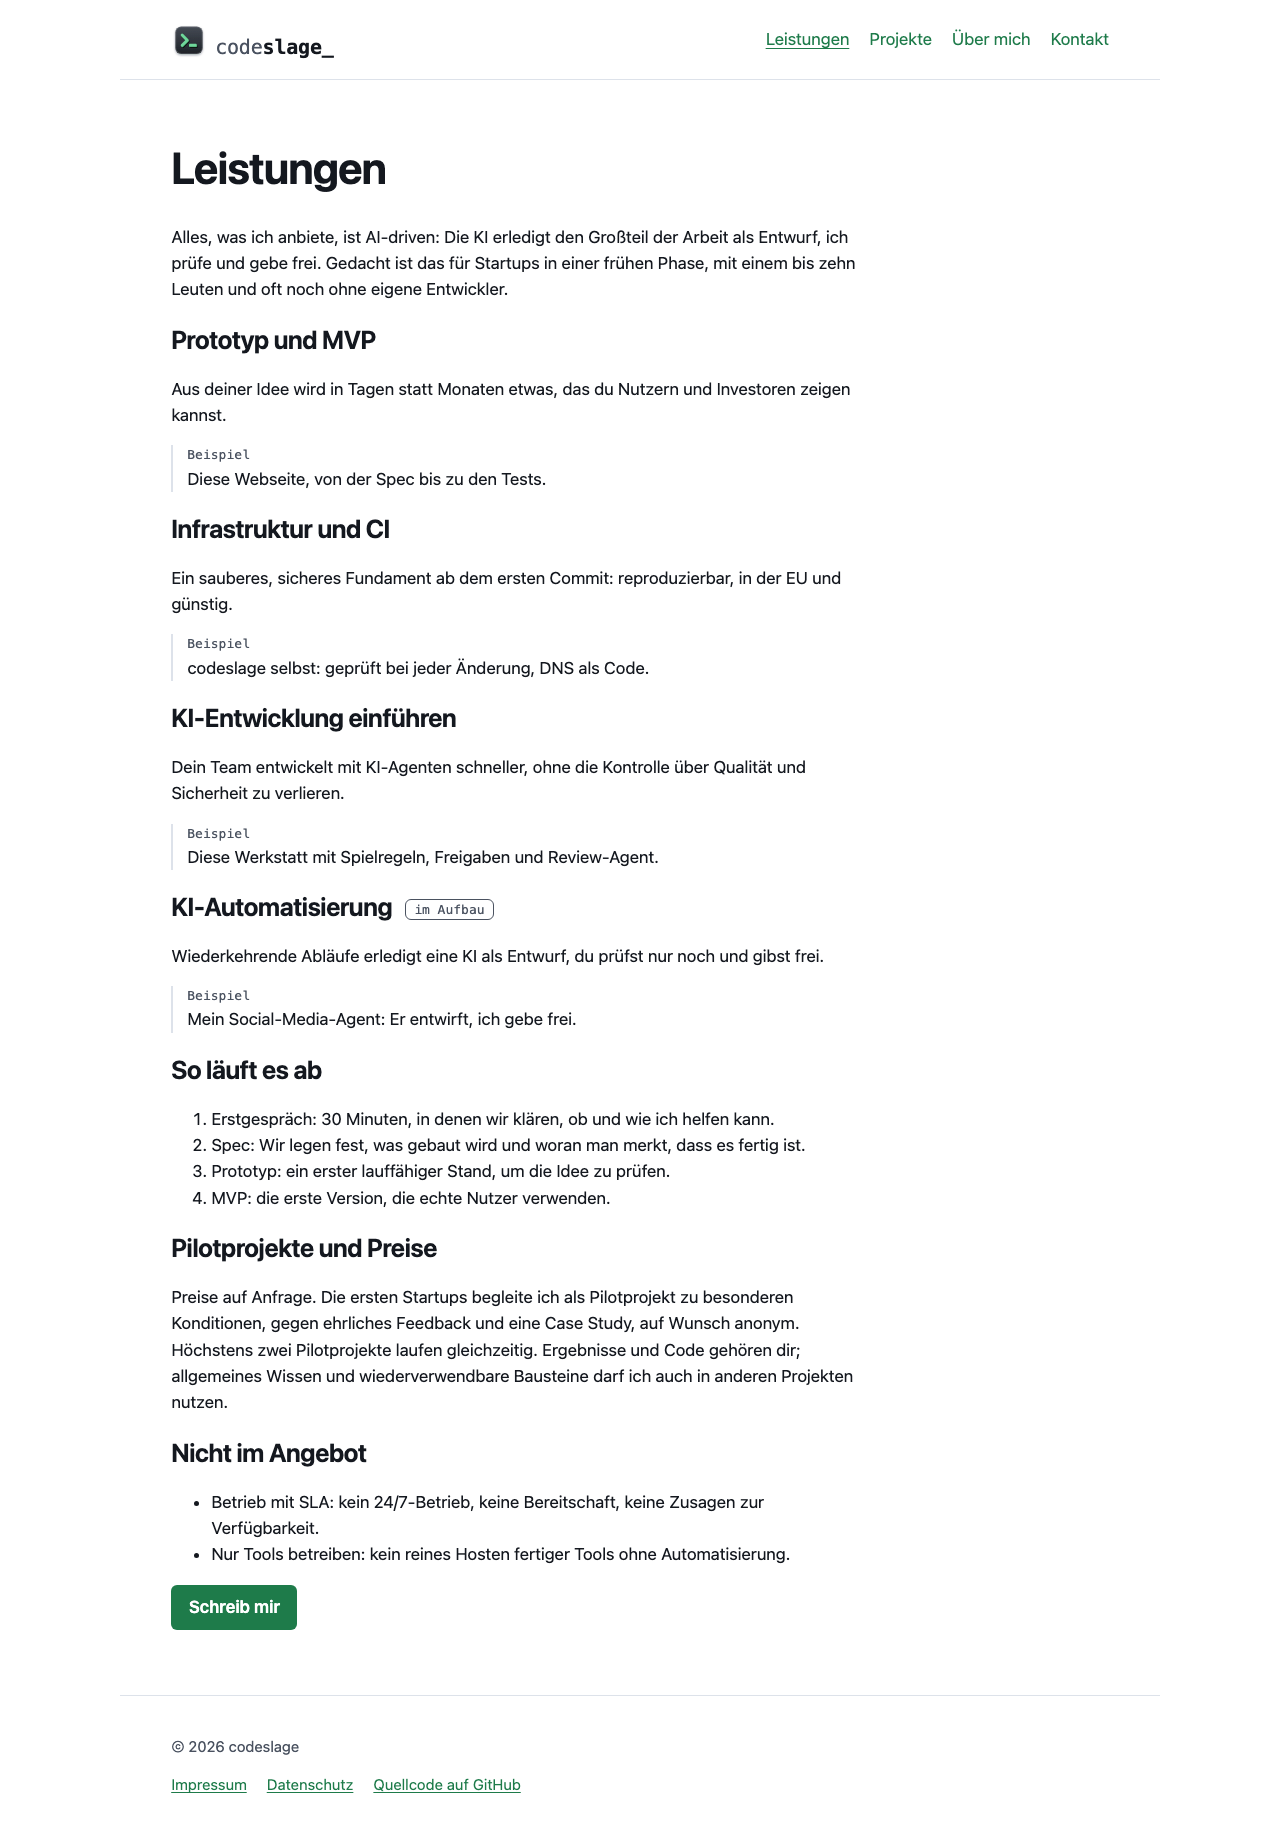 codeslage_
Leistungen Projekte Über mich Kontakt
Leistungen
Alles, was ich anbiete, ist AI-driven: Die KI erledigt den Großteil der Arbeit als Entwurf, ich
prüfe und gebe frei. Gedacht ist das für Startups in einer frühen Phase, mit einem bis zehn
Leuten und oft noch ohne eigene Entwickler.
Prototyp und MVP
Aus deiner Idee wird in Tagen statt Monaten etwas, das du Nutzern und Investoren zeigen
kannst.
Beispiel
Diese Webseite, von der Spec bis zu den Tests.
Infrastruktur und CI
Ein sauberes, sicheres Fundament ab dem ersten Commit: reproduzierbar, in der EU und
günstig.
Beispiel
codeslage selbst: geprüft bei jeder Änderung, DNS als Code.
KI-Entwicklung einführen
Dein Team entwickelt mit KI-Agenten schneller, ohne die Kontrolle über Qualität und
Sicherheit zu verlieren.
Beispiel
Diese Werkstatt mit Spielregeln, Freigaben und Review-Agent.
KI-Automatisierung im Aufbau
Wiederkehrende Abläufe erledigt eine KI als Entwurf, du prüfst nur noch und gibst frei.
Beispiel
Mein Social-Media-Agent: Er entwirft, ich gebe frei.
So läuft es ab
1. Erstgespräch: 30 Minuten, in denen wir klären, ob und wie ich helfen kann.
2. Spec: Wir legen fest, was gebaut wird und woran man merkt, dass es fertig ist.
3. Prototyp: ein erster lauffähiger Stand, um die Idee zu prüfen.
4. MVP: die erste Version, die echte Nutzer verwenden.
Pilotprojekte und Preise
Preise auf Anfrage. Die ersten Startups begleite ich als Pilotprojekt zu besonderen
Konditionen, gegen ehrliches Feedback und eine Case Study, auf Wunsch anonym.
Höchstens zwei Pilotprojekte laufen gleichzeitig. Ergebnisse und Code gehören dir;
allgemeines Wissen und wiederverwendbare Bausteine darf ich auch in anderen Projekten
nutzen.
Nicht im Angebot
• Betrieb mit SLA: kein 24/7-Betrieb, keine Bereitschaft, keine Zusagen zur
Verfügbarkeit.
• Nur Tools betreiben: kein reines Hosten fertiger Tools ohne Automatisierung.
Schreib mir
© 2026 codeslage
Impressum Datenschutz Quellcode auf GitHub